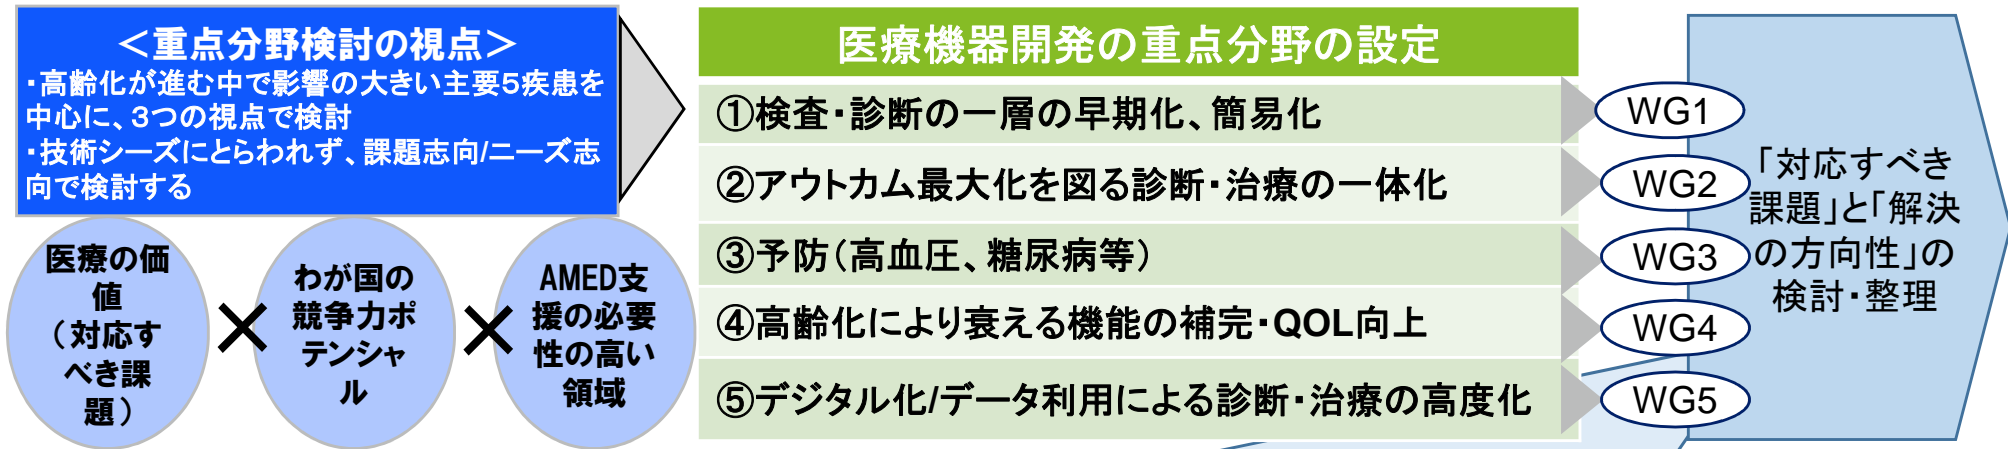 ＜重点分野検討の視点＞
・高齢化が進む中で影響の大きい主要5疾患を
中心に、3つの視点で検討
・技術シーズにとらわれず、課題志向/ニーズ志
向で検討する
医療の価
値
（対応す
べき課
題）
×
わが国の
競争力ポ
テンシャ
ル
×
AMED支
援の必要
性の高い
領域
医療機器開発の重点分野の設定
①検査・診断の一層の早期化、簡易化
②アウトカム最大化を図る診断・治療の一体化
③予防（高血圧、糖尿病等）
④高齢化により衰える機能の補完・QOL向上
⑤デジタル化/データ利用による診断・治療の高度化
WG1
WG2
WG3
WG4
WG5
「対応すべき
課題」と「解決
の方向性」の
検討・整理